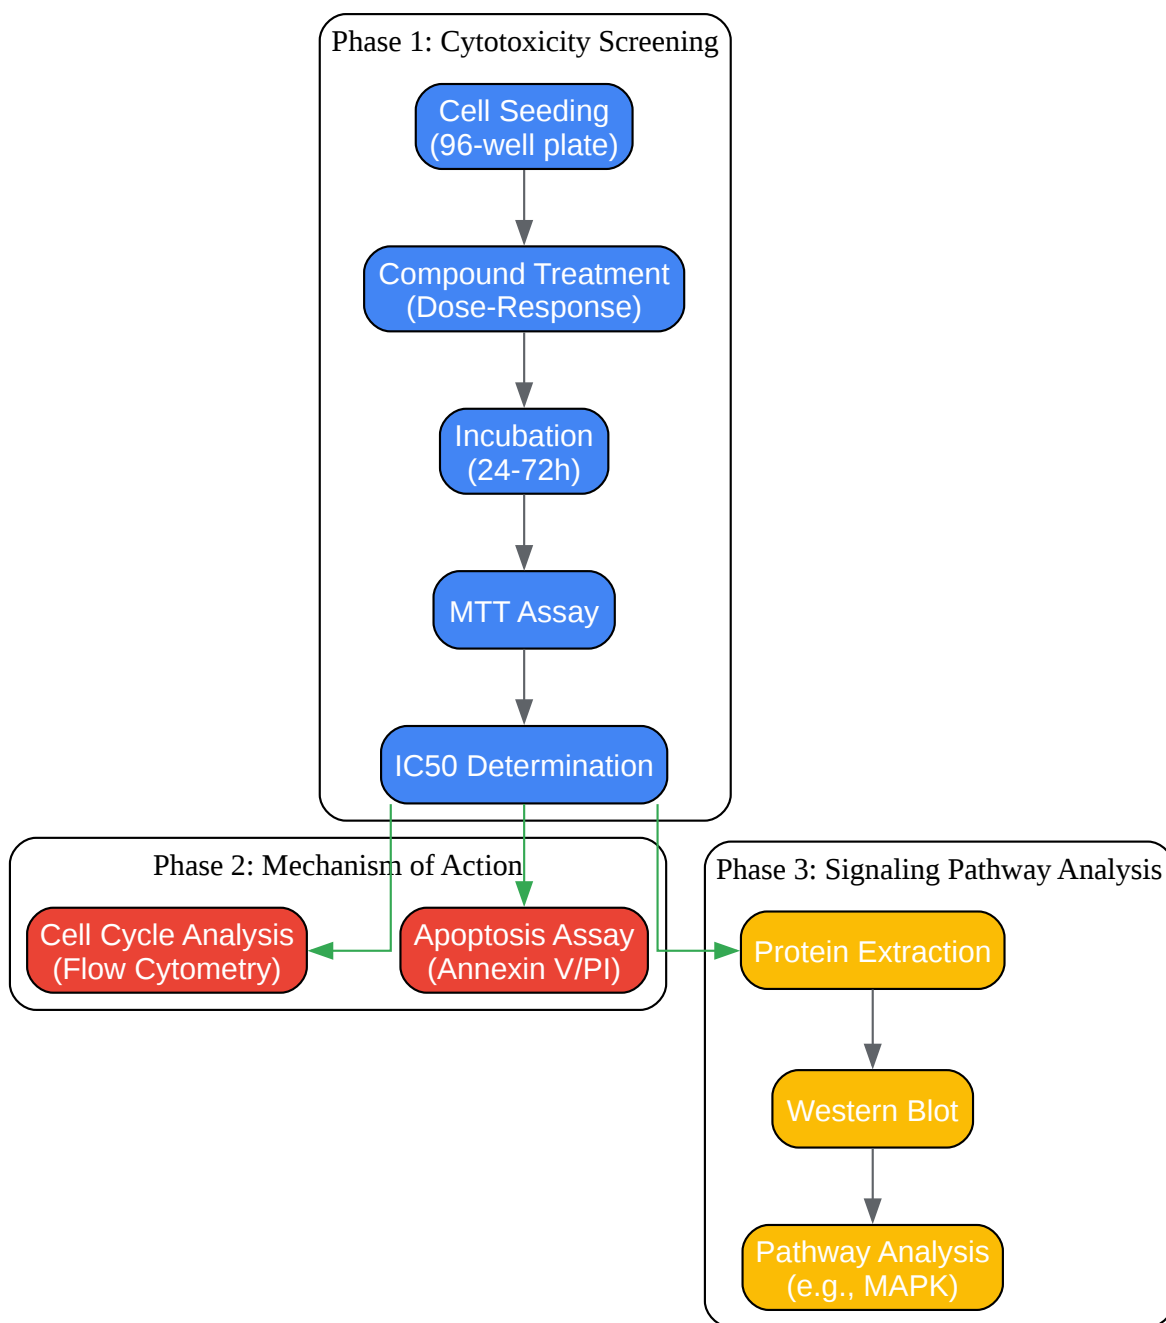 Phase 1: Cytotoxicity Screening
Cell Seeding
(96-well plate)
Compound Treatment
(Dose-Response)
Incubation
(24-72h)
MTT Assay
IC50 Determination
Phase 2: Mechanism of Action
Cell Cycle Analysis
(Flow Cytometry)
Apoptosis Assay
(Annexin V/PI)
Phase 3: Signaling Pathway Analysis
Protein Extraction
Western Blot
Pathway Analysis
(e.g., MAPK)